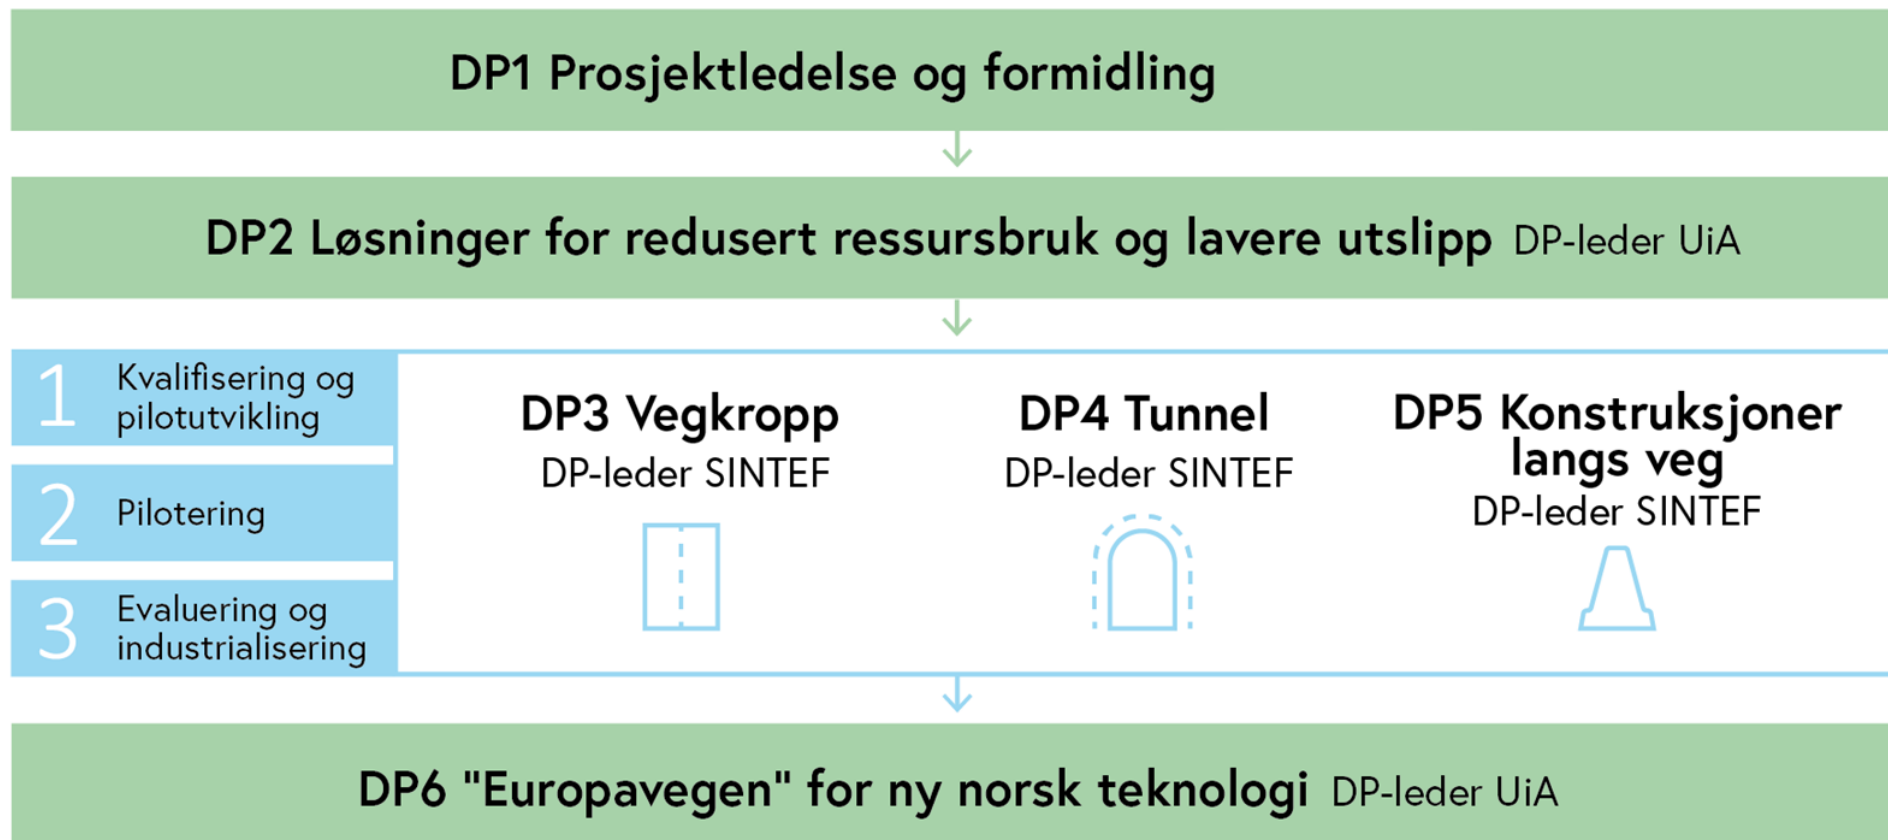 DP1 Prosjektledelse og formidling
DP2 Løsninger for redusert ressursbruk og lavere utslipp DP-leder UiA
1 Kvalifisering og
pilotutvikling
2 Pilotering
3 Evaluering og
industrialisering
DP3 Vegkropp
DP-leder SINTEF
DP4 Tunnel
DP-leder SINTEF
DP5 Konstruksjoner
langs veg
DP-leder SINTEF
DP6 "Europavegen" for ny norsk teknologi DP-leder UiA